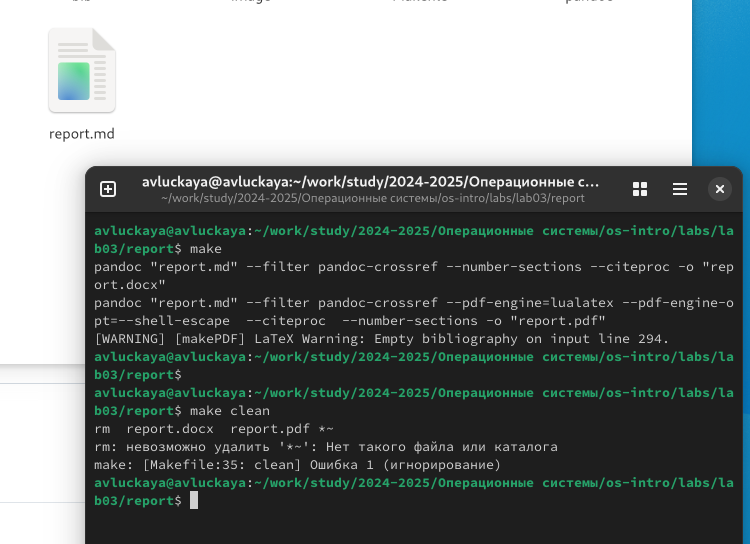 report.md
avluckaya@avluckaya:~/work/study/2024-2025/Операционные с...
~/work/study/2024-2025/Операционные системы/os-intro/labs/lab03/report
avluckaya@avluckaya:~/work/study/2024-2025/Операционные системы/os-intro/labs/la
b03/report$ make
pandoc "report.md" --filter pandoc-crossref --number-sections --citeproc -o "rep
ort.docx"
pandoc "report.md" --filter pandoc-crossref --pdf-engine=lualatex --pdf-engine-o
pt=--shell-escape  --citeproc  --number-sections -o "report.pdf"
[WARNING] [makePDF] LaTeX Warning: Empty bibliography on input line 294.
avluckaya@avluckaya:~/work/study/2024-2025/Операционные системы/os-intro/labs/la
b03/report$
avluckaya@avluckaya:~/work/study/2024-2025/Операционные системы/os-intro/labs/la
b03/report$ make clean
rm  report.docx  report.pdf *~
rm: невозможно удалить '*~': Нет такого файла или каталога
make: [Makefile:35: clean] Ошибка 1 (игнорирование)
avluckaya@avluckaya:~/work/study/2024-2025/Операционные системы/os-intro/labs/la
b03/report$